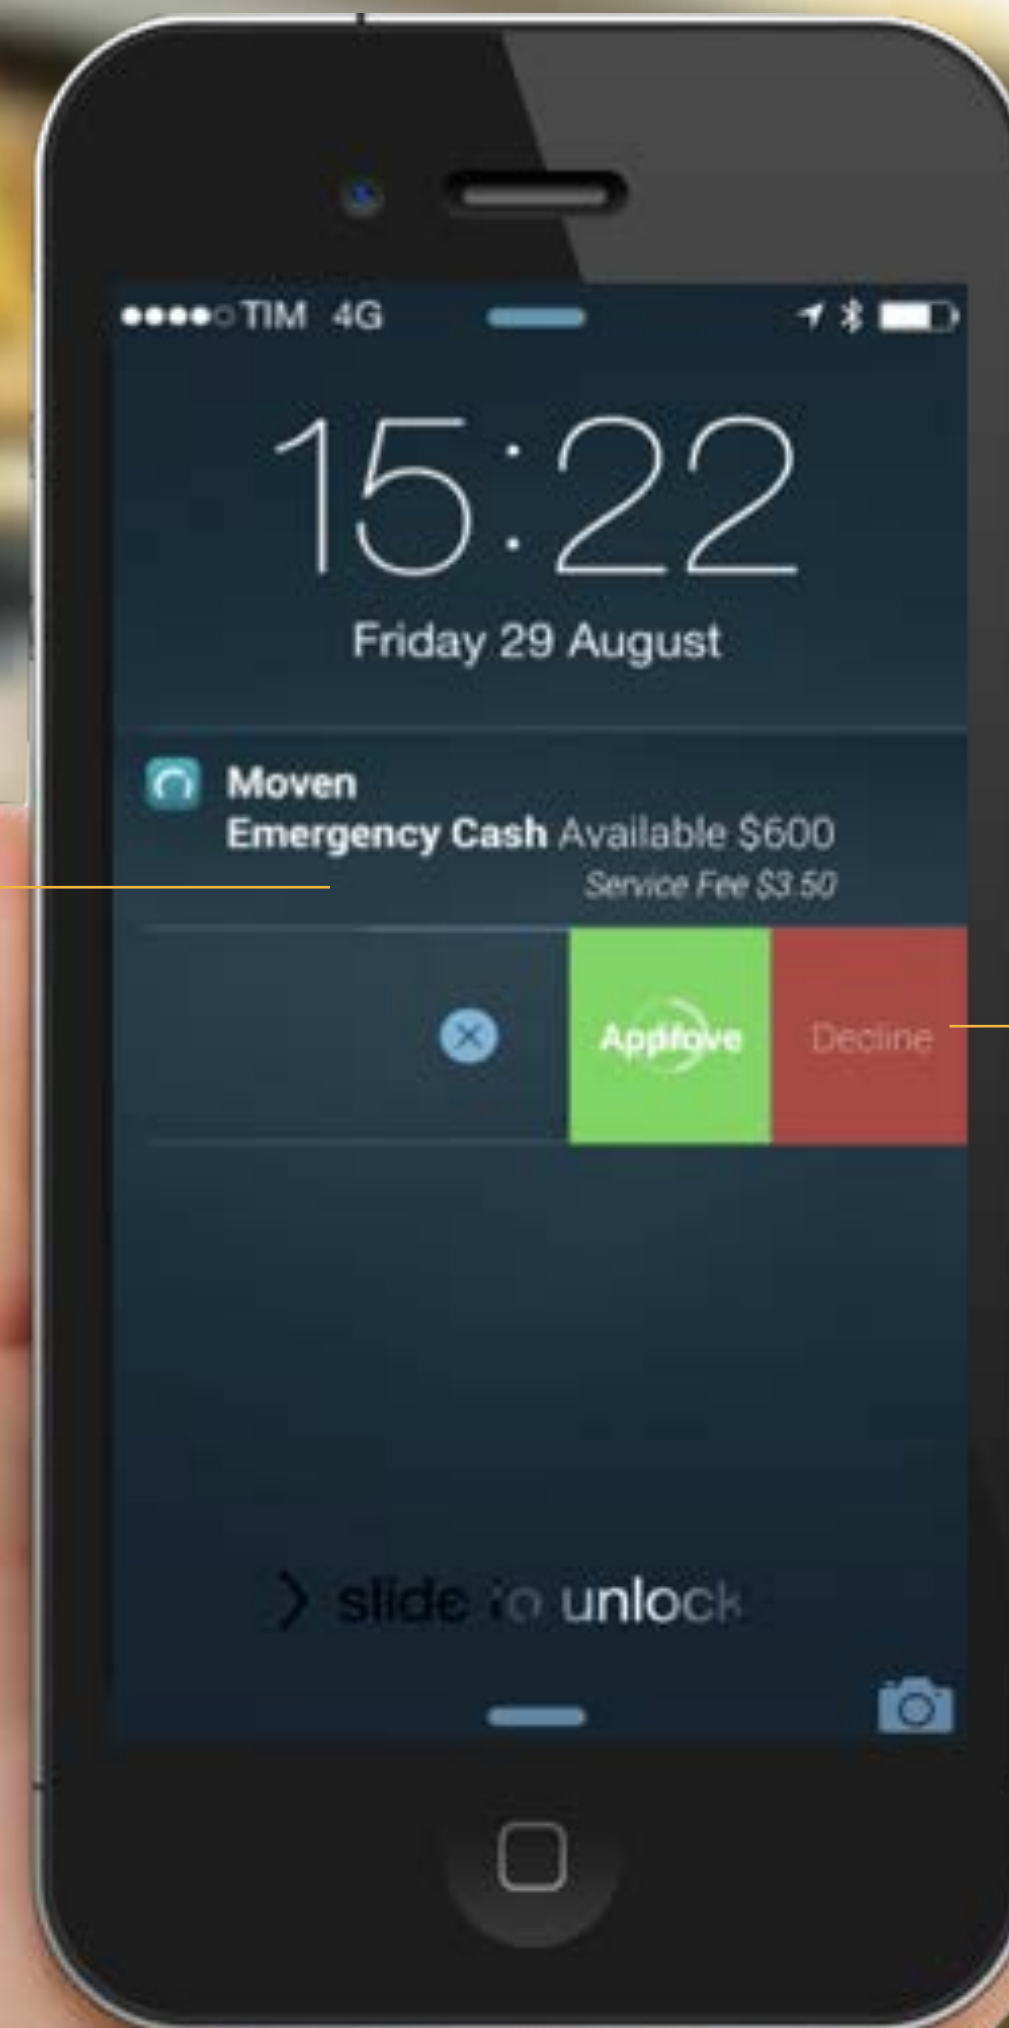 TIM 4G
15:22
Friday 29 August
Moven
Emergency Cash Available $600
Service Fee $3.50
Decline
slide to unlock